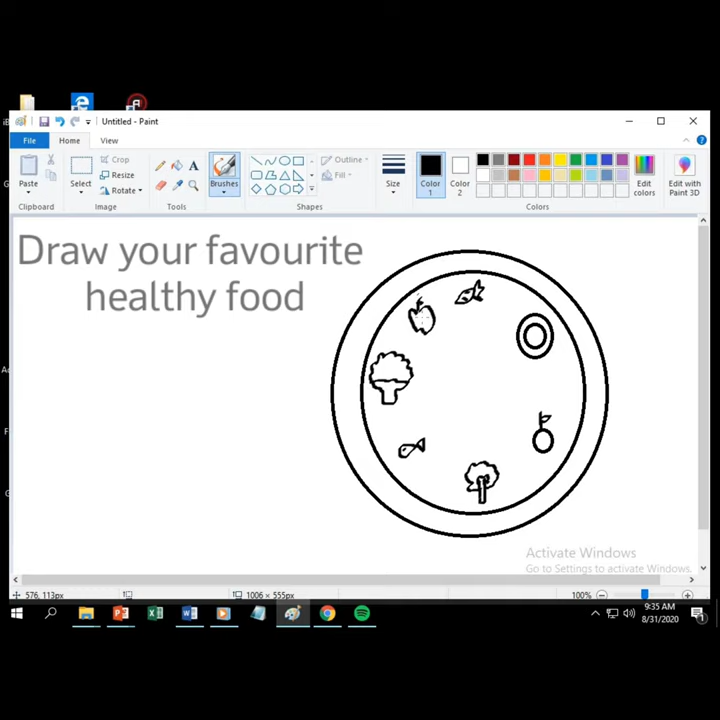 Untitled - Paint
File
Home
View
Paste
Clipboard
Select
Crop
Resize
Rotate
Image
A
Tools
Brushes
Outline
Fill
Shapes
Size
Color
1
Color
2
Edit
colors
Colors
Edit with
Paint 3D
Draw your favourite
healthy food
Activate Windows
Go to Settings to activate Windows.
576, 113px
1006 × 555px
100%
9:35 AM
8/31/2020